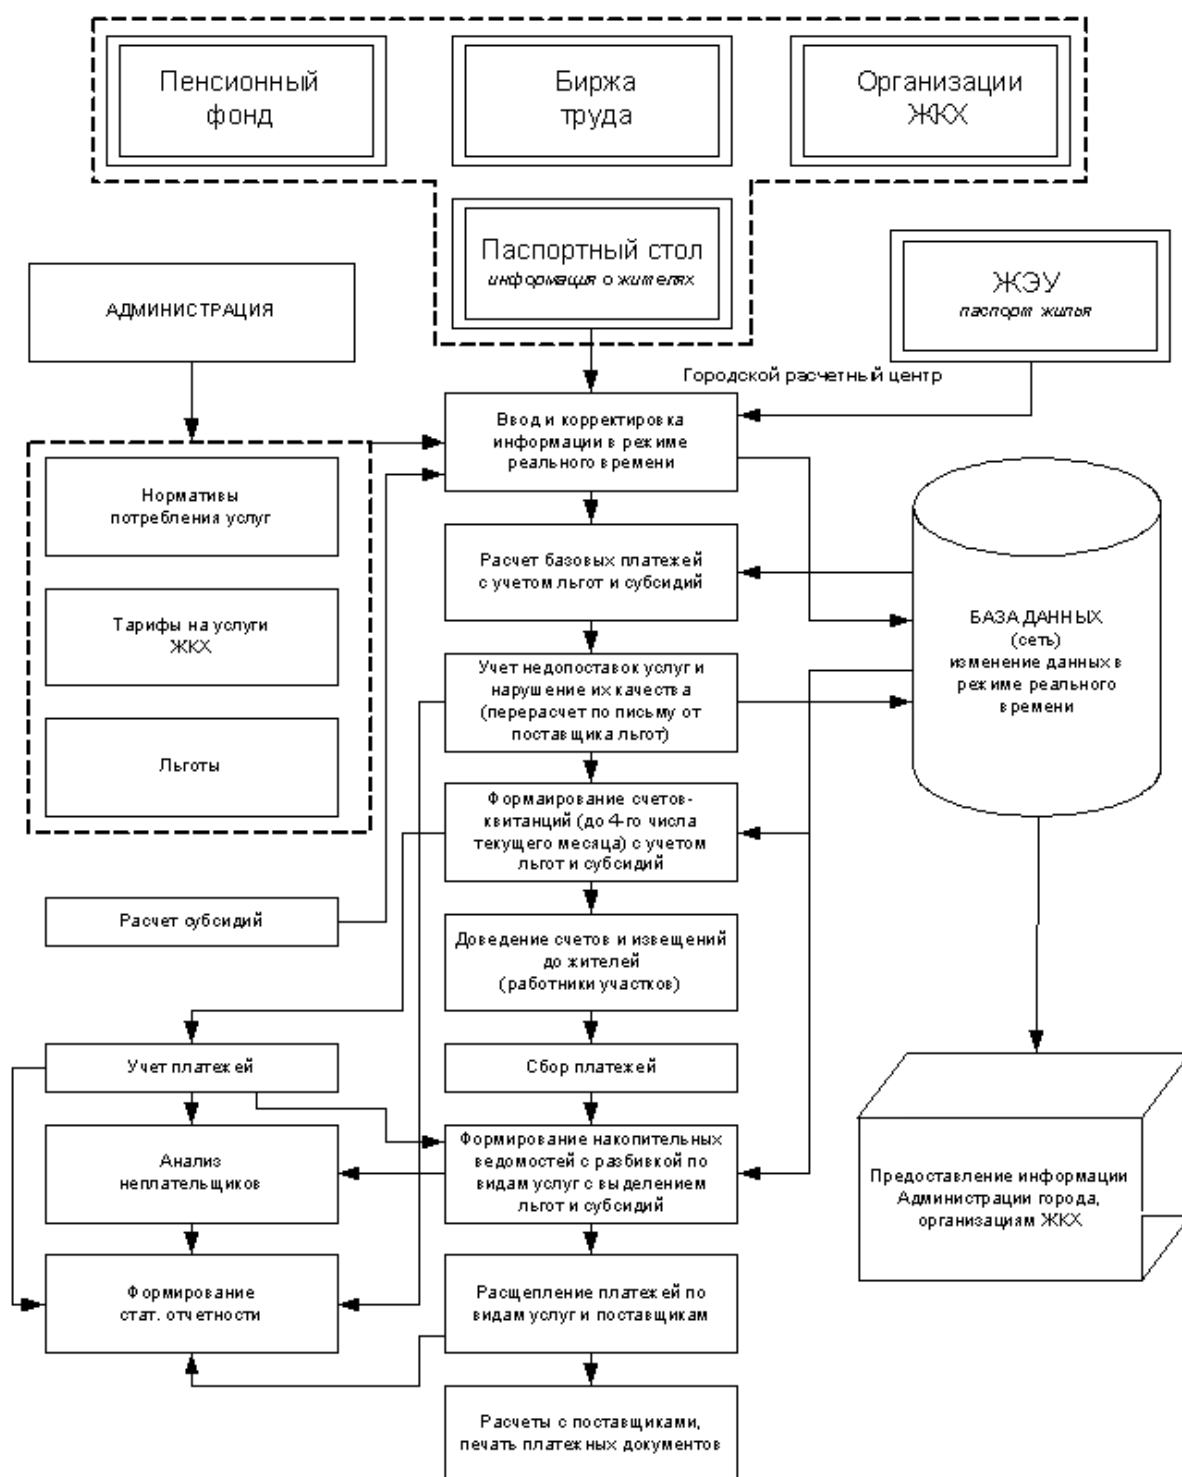 Пенсионный
фонд
Биржа
труда
Организации
ЖКХ
Паспортный стол
информация о жителях
ЖЭУ
паспорт жилья
АДМИНИСТРАЦИЯ
Городской расчетный центр
Ввод и корректировка
информации в режиме
реального времени
Нормативы
потребления услуг
Расчет базовых платежей
с учетом льгот и субсидий
Тарифы на услуги
ЖКХ
БАЗА ДАННЫХ
(сеть)
изменение данных в
режиме реального
времени
Учет недопоставок услуг и
нарушение их качества
(перерасчет по письму от
поставщика льгот)
Льготы
Формаирование счетов-
квитанций (до 4-го числа
текущего месяца) с учетом
льгот и субсидий
Расчет субсидий
Доведение счетов и извещений
до жителей
(работники участков)
Учет платежей
Сбор платежей
Анализ
неплательщиков
Формирование накопительных
ведомостей с разбивкой по
видам услуг с выделением
льгот и субсидий
Предоставление информации
Администрации города,
организациям ЖКХ
Формирование
стат. отчетности
Расщепление платежей по
видам услуг и поставщикам
Расчеты с поставщиками,
печать платежных документов